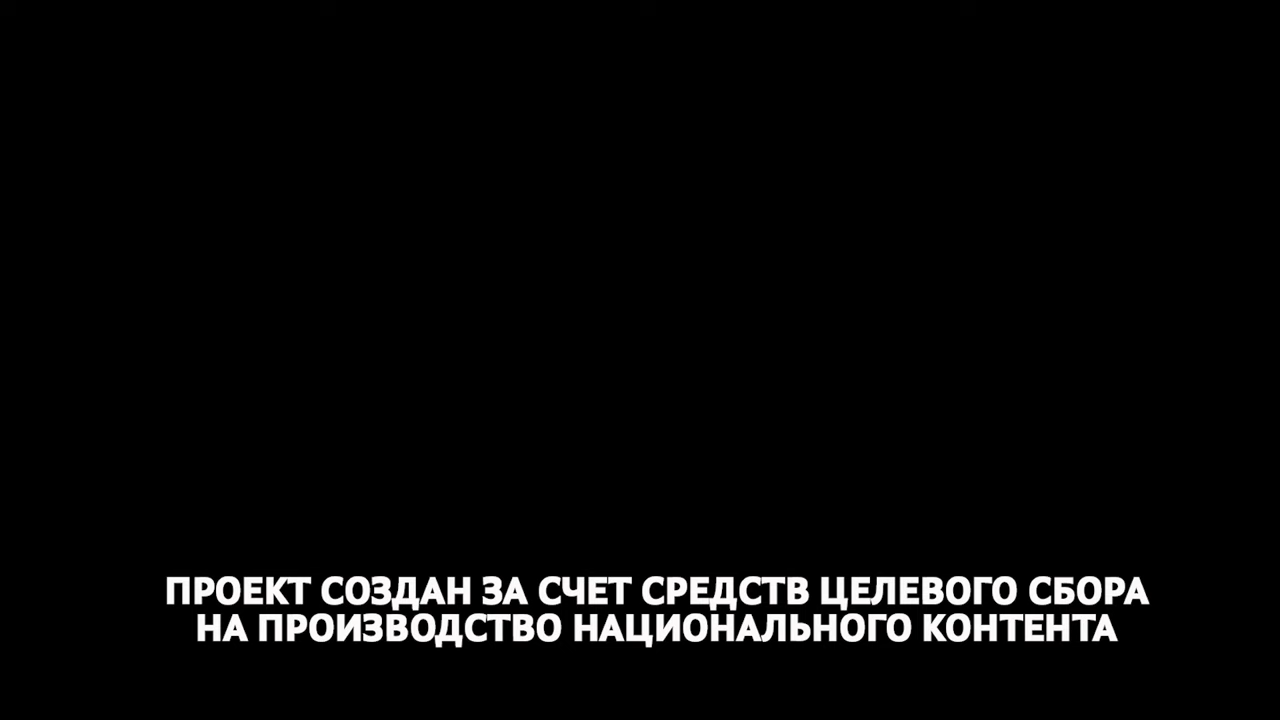 ПРОЕКТ СОЗДАН ЗА СЧЕТ СРЕДСТВ ЦЕЛЕВОГО СБОРА
НА ПРОИЗВОДСТВО НАЦИОНАЛЬНОГО КОНТЕНТА